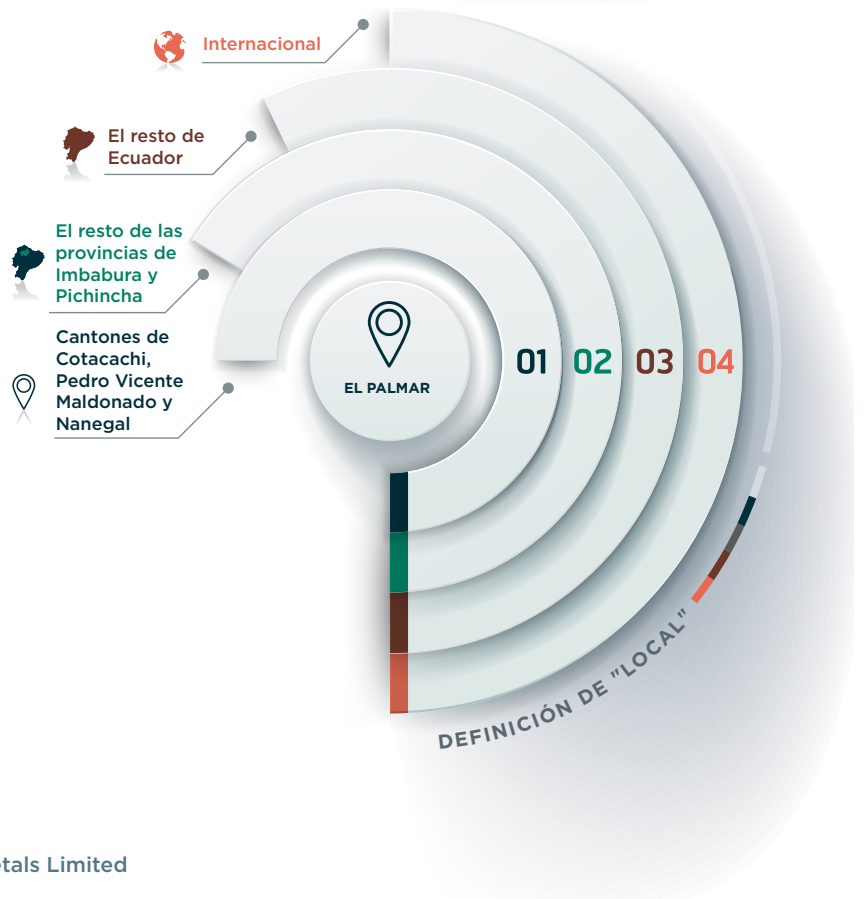 Internacional
El resto de
Ecuador
El resto de las
provincias de
Imbabura y
Pichincha
Cantones de
Cotacachi,
Pedro Vicente
Maldonado y
Nanegal
EL PALMAR
01 02 03 04
DEFINICIÓN DE "LOCAL"
Limited